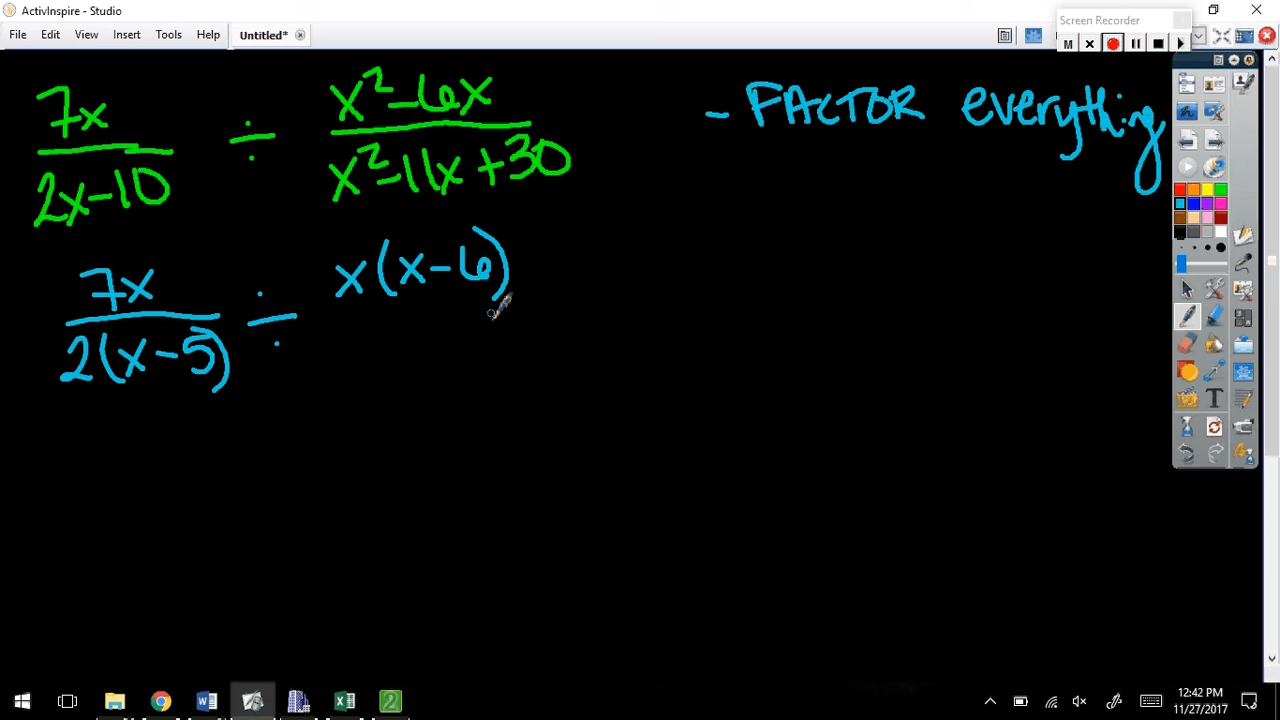 ActivInspire - Studio
Screen Recorder
File Edit View Insert Tools Help Untitled*
M
7x x²-6x
÷
2x-10 x²-11x+30
- FACTOR everything
7x x(x-6)
÷
2(x-5)
T
12:42 PM
11/27/2017